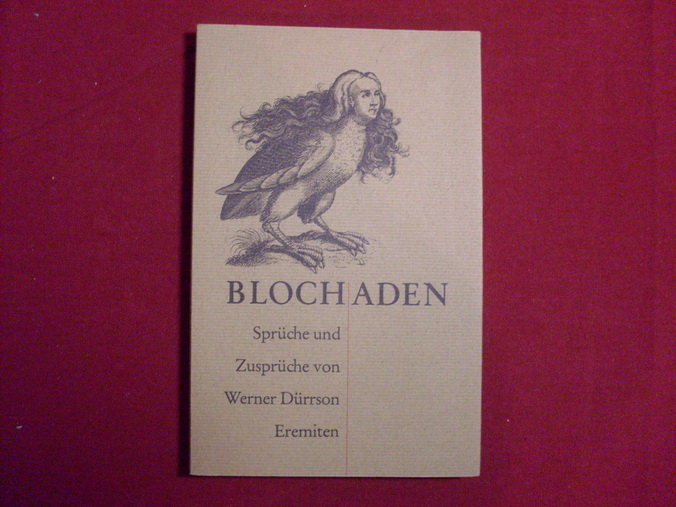 BLOCHADEN
Sprüche und
Zusprüche von
Werner Dürrson
Eremiten